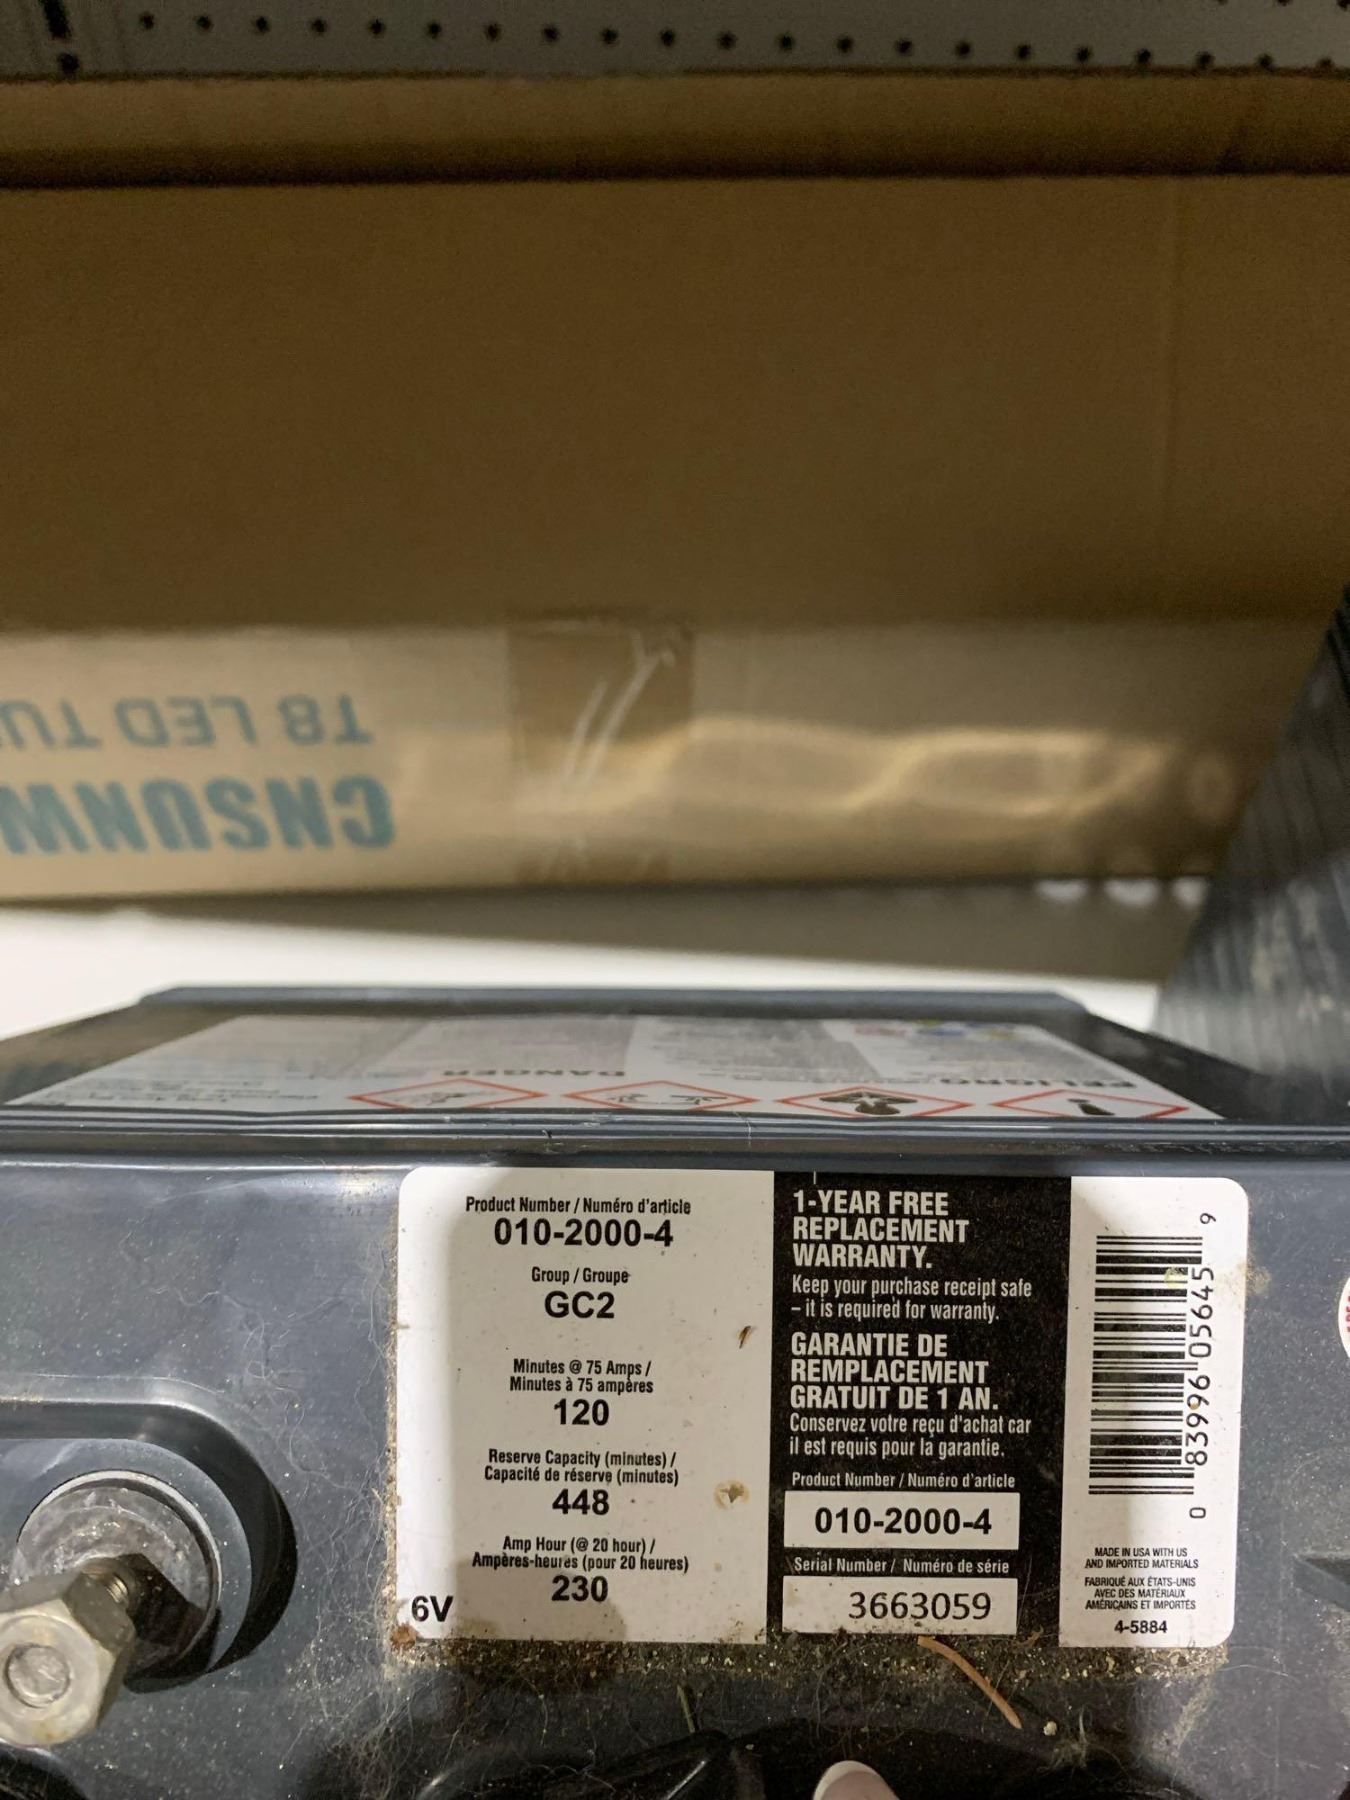 T8 LED TU
CNSUNW
DANGER
PELIGRO
Product Number / Numéro d'article
010-2000-4
Group / Groupe
GC2
Minutes @ 75 Amps /
Minutes à 75 ampères
120
Reserve Capacity (minutes) /
Capacité de réserve (minutes)
448
Amp Hour (@ 20 hour) /
Ampères-heures (pour 20 heures)
230
6V
1-YEAR FREE
REPLACEMENT
WARRANTY.
Keep your purchase receipt safe
– it is required for warranty.
GARANTIE DE
REMPLACEMENT
GRATUIT DE 1 AN.
Conservez votre reçu d'achat car
il est requis pour la garantie.
Product Number / Numéro d'article
010-2000-4
Serial Number / Numéro de série
3663059
0 83996 05645 9
MADE IN USA WITH US
AND IMPORTED MATERIALS
FABRIQUÉ AUX ÉTATS-UNIS
AVEC DES MATÉRIAUX
AMÉRICAINS ET IMPORTÉS
4-5884